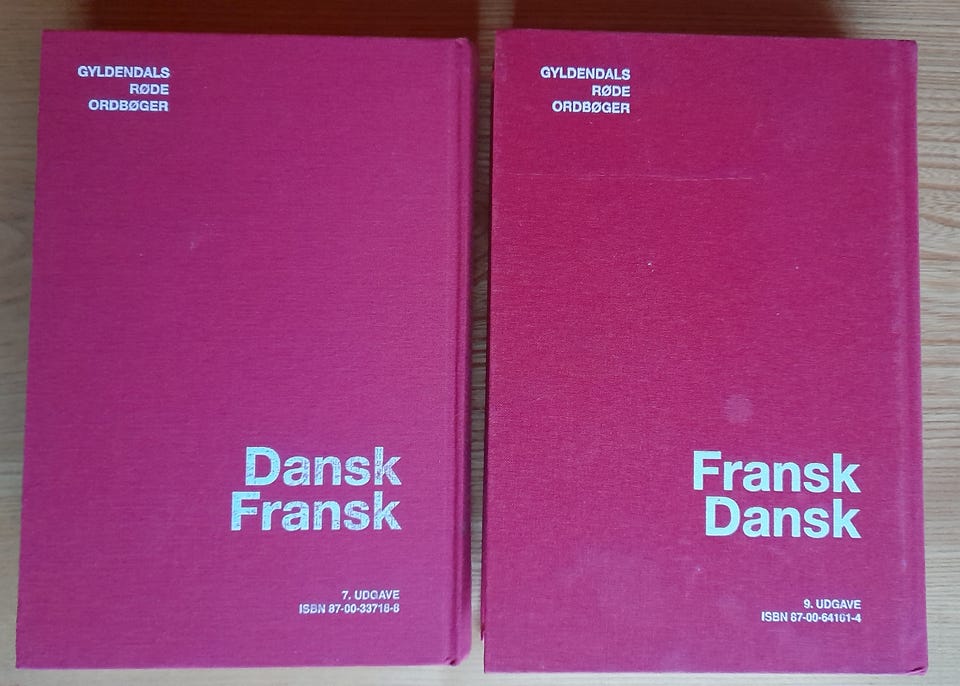 GYLDENDALS
RØDE
ORDBØGER
Dansk
Fransk
7. UDGAVE
ISBN 87-00-33718-8
GYLDENDALS
RØDE
ORDBØGER
Fransk
Dansk
9. UDGAVE
ISBN 87-00-64101-4